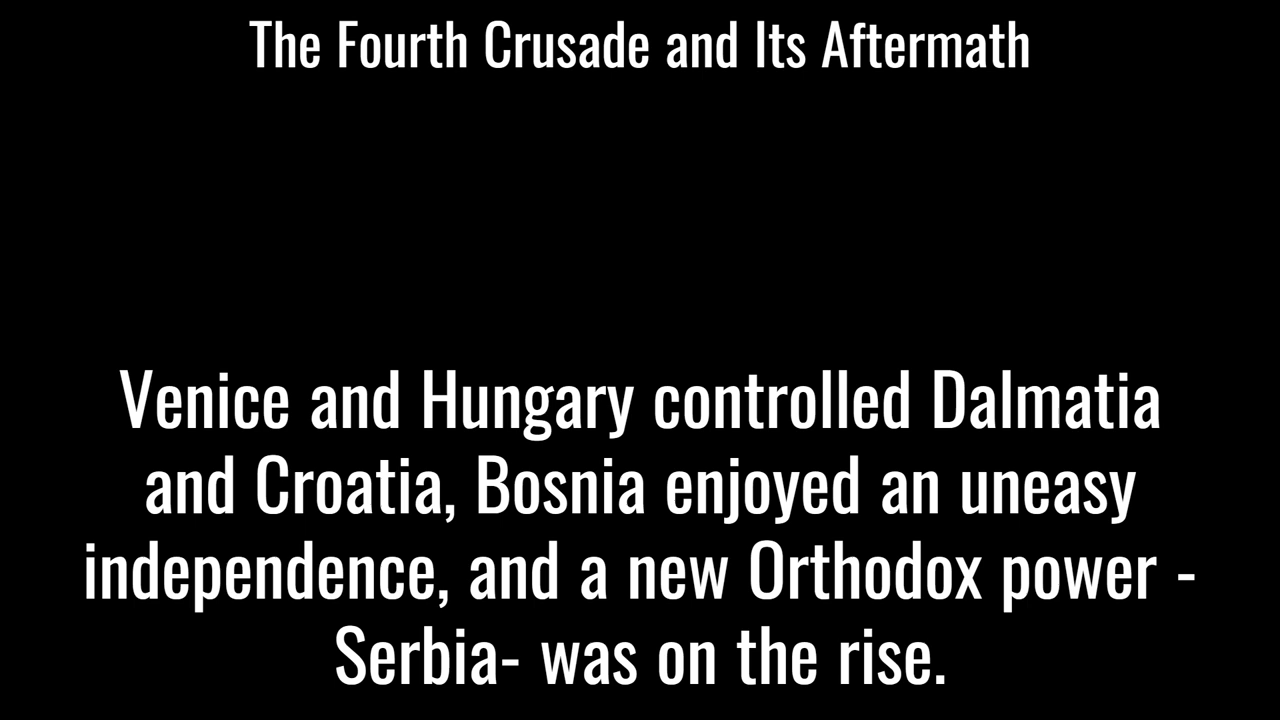 The Fourth Crusade and Its Aftermath
Venice and Hungary controlled Dalmatia
and Croatia, Bosnia enjoyed an uneasy
independence, and a new Orthodox power -
Serbia- was on the rise.